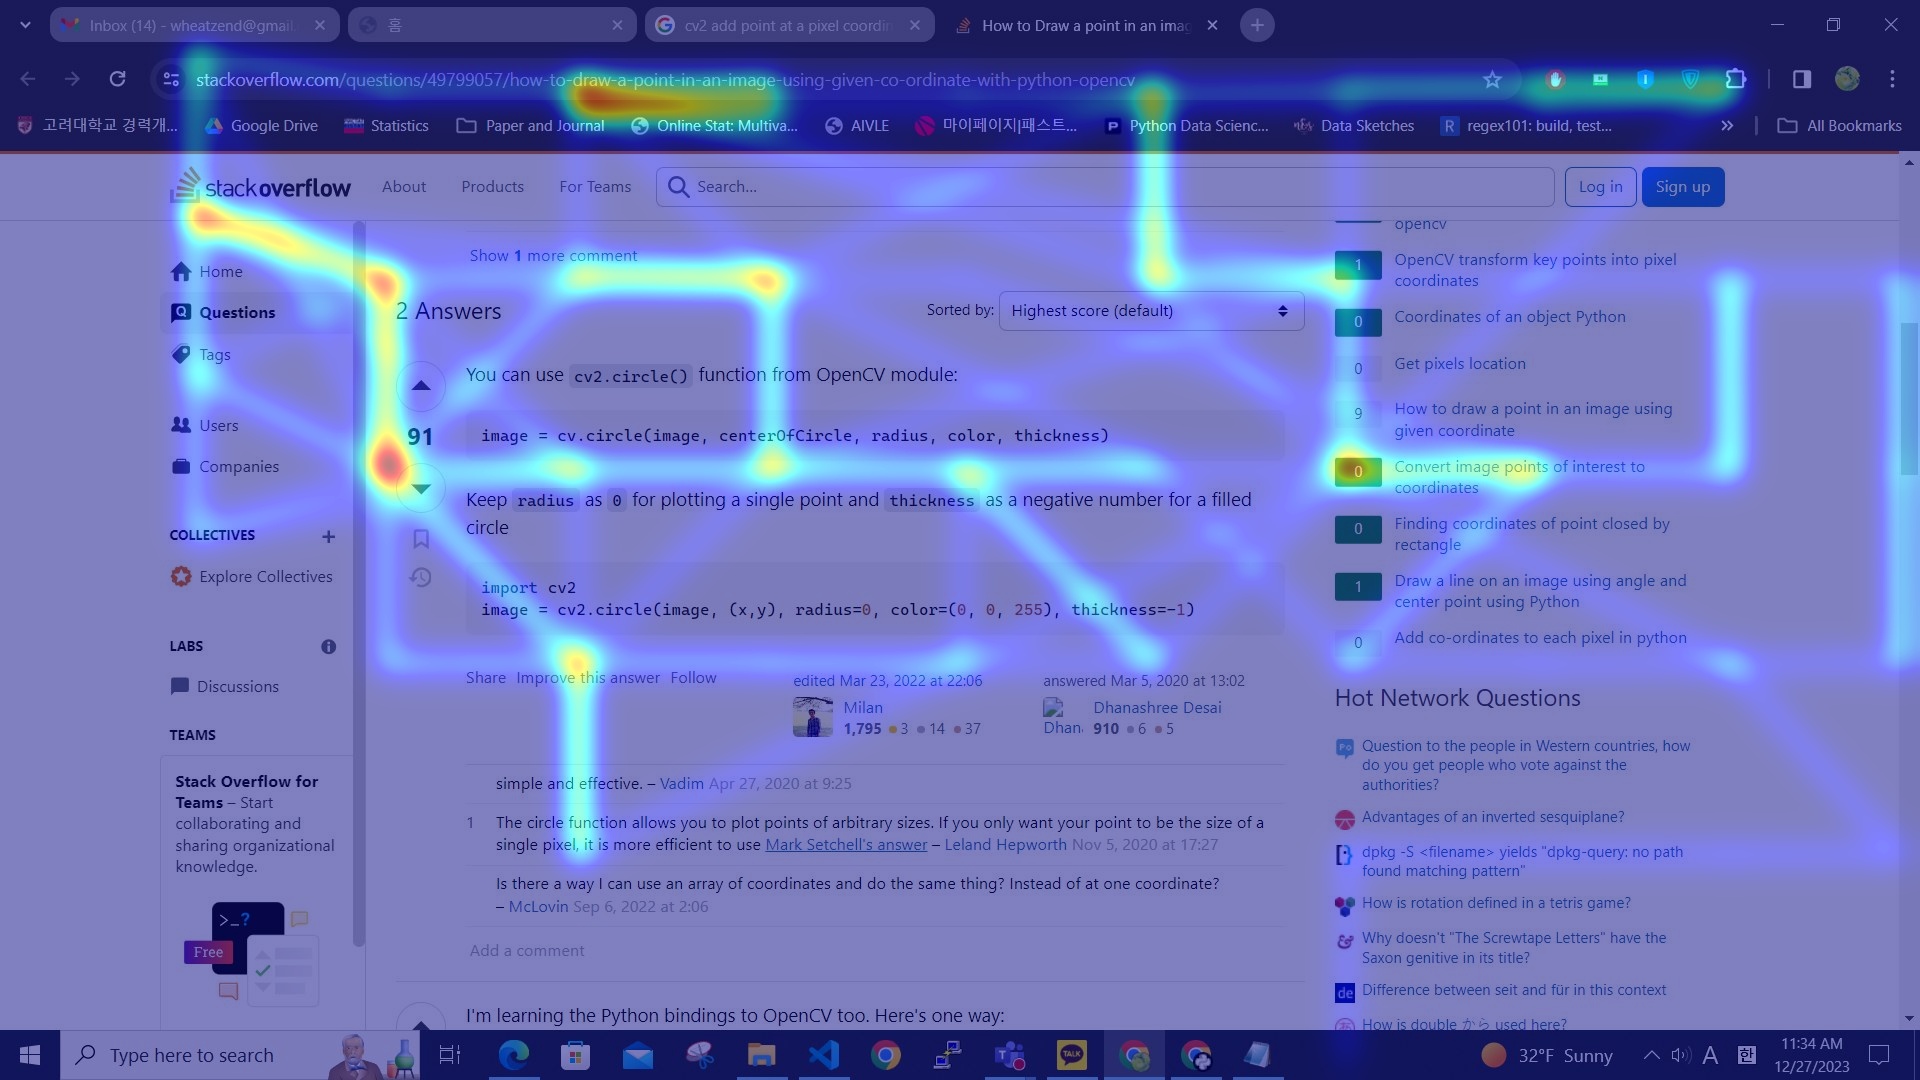 Inbox (14) - wheatzend@gmail.
홈
cv2 add point at a pixel coordin
How to Draw a point in an imag
stackoverflow.com/questions/49799057/how-to-draw-a-point-in-an-image-using-given-co-ordinate-with-python-opencv
고려대학교 경력개...
Google Drive
Statistics
Paper and Journal
Online Stat: Multiva...
AIVLE
마이페이지|패스트...
Python Data Scienc...
Data Sketches
regex101: build, test...
All Bookmarks
stackoverflow
About
Products
For Teams
Search...
Log in
Sign up
Home
Questions
Tags
Users
Companies
COLLECTIVES
Explore Collectives
LABS
Discussions
TEAMS
Stack Overflow for
Teams – Start
collaborating and
sharing organizational
knowledge.
>_?
Free
Show 1 more comment
2 Answers
Sorted by:
Highest score (default)
91
You can use cv2.circle() function from OpenCV module:
image = cv.circle(image, centerOfCircle, radius, color, thickness)
Keep radius as 0 for plotting a single point and thickness as a negative number for a filled
circle
import cv2
image = cv2.circle(image, (x,y), radius=0, color=(0, 0, 255), thickness=-1)
Share Improve this answer Follow
edited Mar 23, 2022 at 22:06
Milan
1,795 3 14 37
answered Mar 5, 2020 at 13:02
Dhan.
Dhanashree Desai
910 6 5
simple and effective. – Vadim Apr 27, 2020 at 9:25
1 The circle function allows you to plot points of arbitrary sizes. If you only want your point to be the size of a
single pixel, it is more efficient to use Mark Setchell's answer – Leland Hepworth Nov 5, 2020 at 17:27
Is there a way I can use an array of coordinates and do the same thing? Instead of at one coordinate?
– McLovin Sep 6, 2022 at 2:06
Add a comment
I'm learning the Python bindings to OpenCV too. Here's one way:
opencv
1 OpenCV transform key points into pixel
coordinates
0 Coordinates of an object Python
0 Get pixels location
9 How to draw a point in an image using
given coordinate
0 Convert image points of interest to
coordinates
0 Finding coordinates of point closed by
rectangle
1 Draw a line on an image using angle and
center point using Python
0 Add co-ordinates to each pixel in python
Hot Network Questions
Question to the people in Western countries, how
do you get people who vote against the
authorities?
Advantages of an inverted sesquiplane?
dpkg -S <filename> yields "dpkg-query: no path
found matching pattern"
How is rotation defined in a tetris game?
Why doesn't "The Screwtape Letters" have the
Saxon genitive in its title?
de Difference between seit and für in this context
How is double から used here?
Type here to search
TALK
32°F Sunny
A
한
11:34 AM
12/27/2023